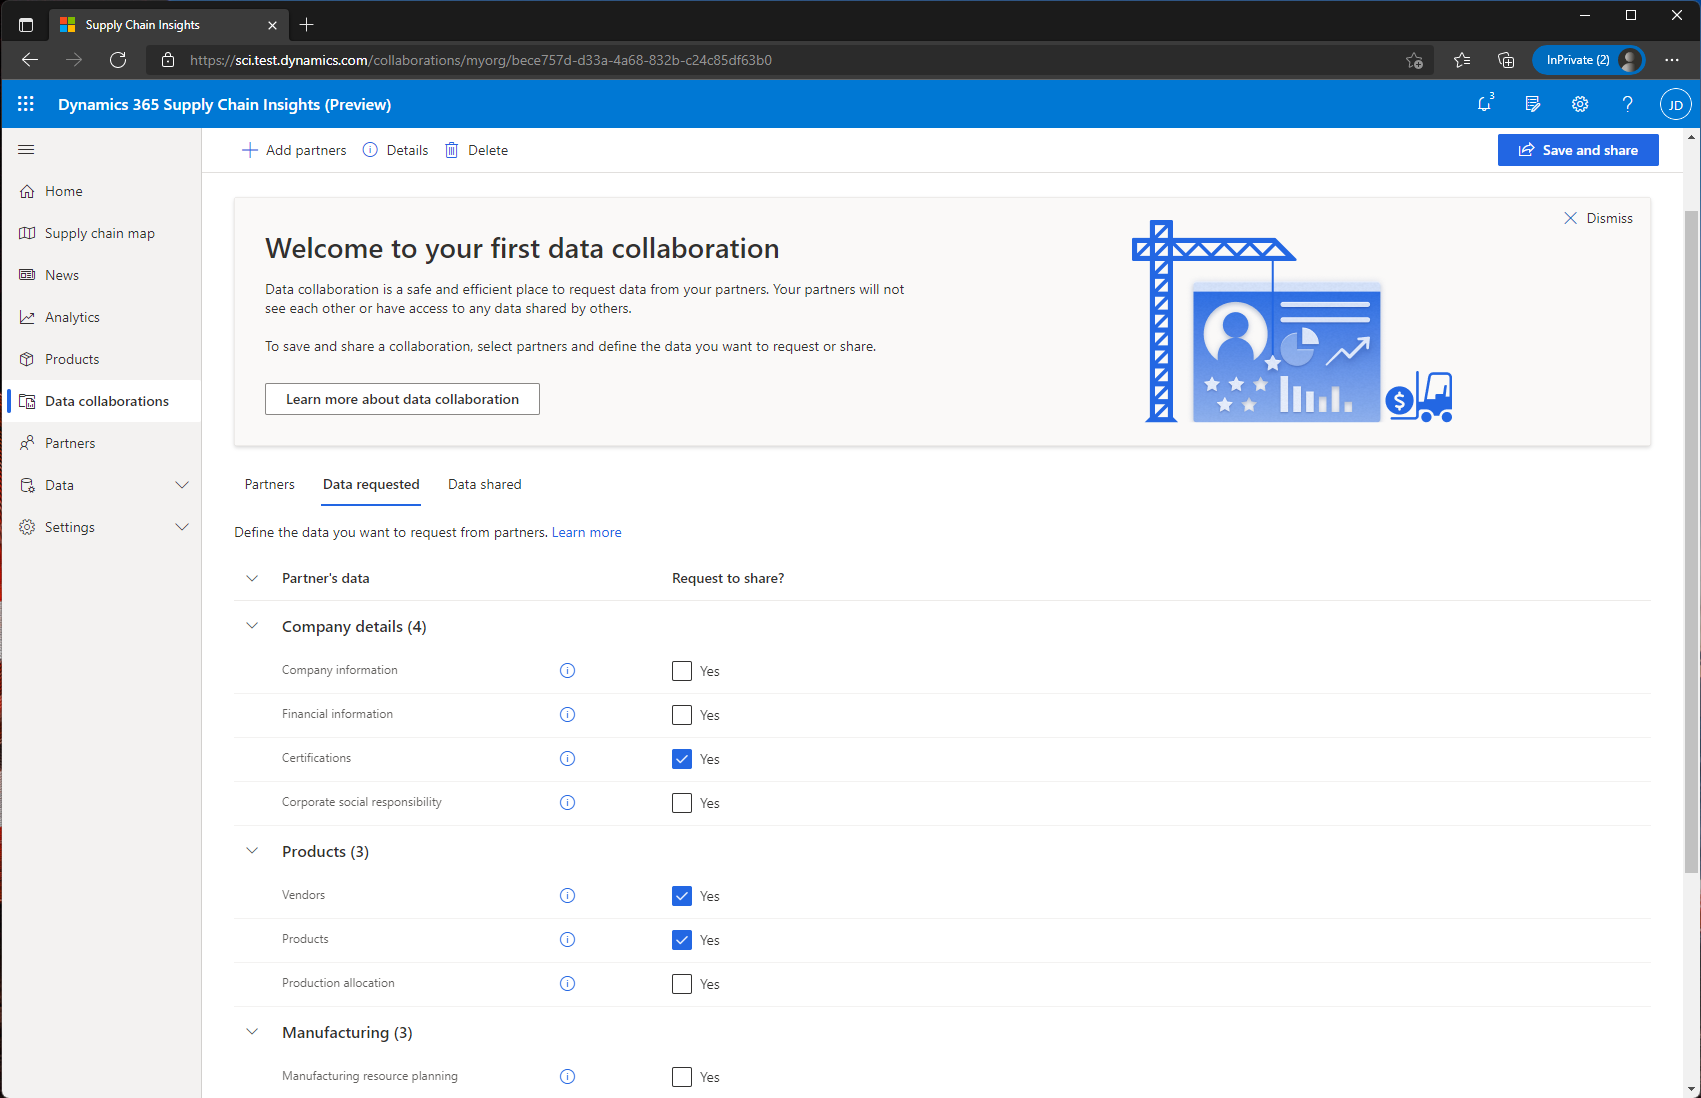 Supply Chain Insights
https://sci.test.dynamics.com/collaborations/myorg/bece757d-d33a-4a68-832b-c24c85df63b0
InPrivate (2)
Dynamics 365 Supply Chain Insights (Preview)
3
?
JD
Add partners
Details
Delete
Save and share
Home
Supply chain map
News
Analytics
Products
Data collaborations
Partners
Data
Settings
Dismiss
Welcome to your first data collaboration
Data collaboration is a safe and efficient place to request data from your partners. Your partners will not
see each other or have access to any data shared by others.
To save and share a collaboration, select partners and define the data you want to request or share.
Learn more about data collaboration
$
Partners
Data requested
Data shared
Define the data you want to request from partners. Learn more
Partner's data
Request to share?
Company details (4)
Company information
Yes
Financial information
Yes
Certifications
Yes
Corporate social responsibility
Yes
Products (3)
Vendors
Yes
Products
Yes
Production allocation
Yes
Manufacturing (3)
Manufacturing resource planning
Yes